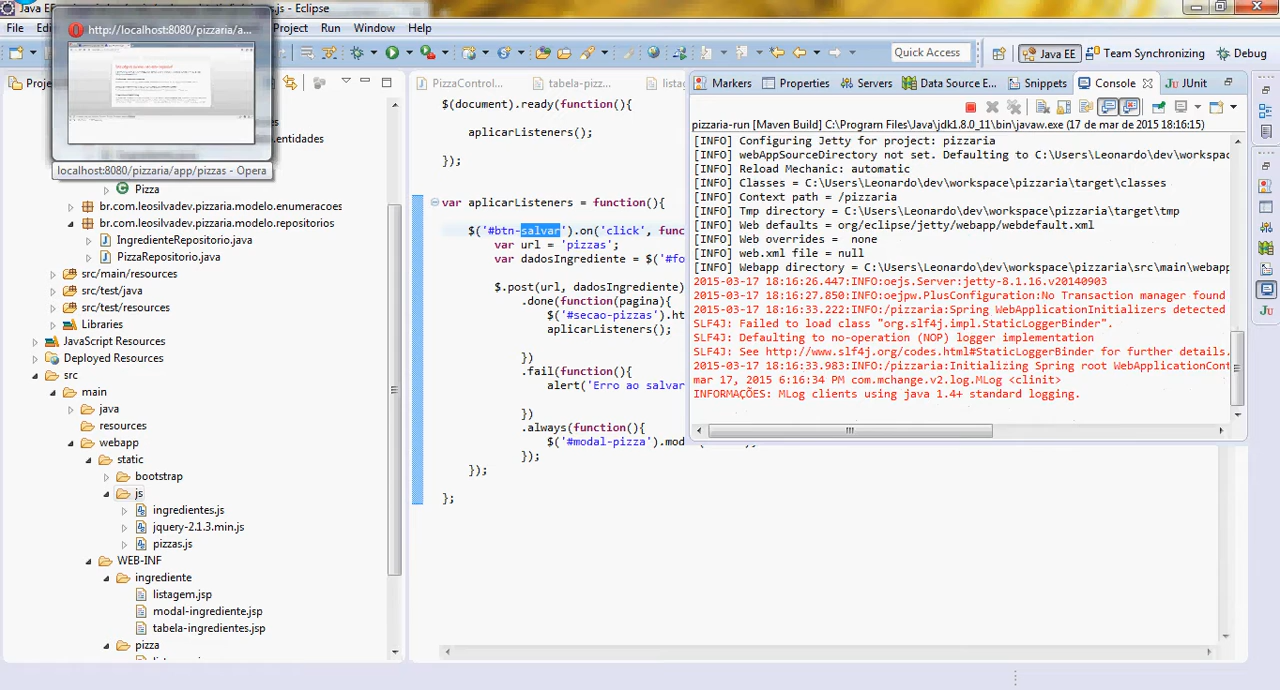 Java EE
s.js - Eclipse
http://localhost:8080/pizzaria/a...
localhost:8080/pizzaria/app/pizzas - Opera
File
Project
Run
Window
Help
Quick Access
Java EE
Team Synchronizing
Debug
Proje
entidades
Pizza
br.com.leosilvadev.pizzaria.modelo.enumeracoes
br.com.leosilvadev.pizzaria.modelo.repositorios
IngredienteRepositorio.java
PizzaRepositorio.java
src/main/resources
src/test/java
src/test/resources
Libraries
JavaScript Resources
Deployed Resources
src
main
java
resources
webapp
static
bootstrap
js
ingredientes.js
jquery-2.1.3.min.js
pizzas.js
WEB-INF
ingrediente
listagem.jsp
modal-ingrediente.jsp
tabela-ingredientes.jsp
pizza
PizzaControl...
tabela-pizz...
lista
$(document).ready(function(){
aplicarListeners();
});
var aplicarListeners = function(){
$('#btn-salvar').on('click', func
var url = 'pizzas';
var dadosIngrediente = $('#fo
$.post(url, dadosIngrediente)
.done(function(pagina){
$('#secao-pizzas').ht
aplicarListeners();
})
.fail(function(){
alert('Erro ao salvar
})
.always(function(){
$('#modal-pizza').mod
});
});
};
Markers
Properties
Servers
Data Source E...
Snippets
Console
JUnit
pizzaria-run [Maven Build] C:\Program Files\Java\jdk1.8.0_11\bin\javaw.exe (17 de mar de 2015 18:16:15)
[INFO] Configuring Jetty for project: pizzaria
[INFO] webAppSourceDirectory not set. Defaulting to C:\Users\Leonardo\dev\workspac
[INFO] Reload Mechanic: automatic
[INFO] Classes = C:\Users\Leonardo\dev\workspace\pizzaria\target\classes
[INFO] Context path = /pizzaria
[INFO] Tmp directory = C:\Users\Leonardo\dev\workspace\pizzaria\target\tmp
[INFO] Web defaults = org/eclipse/jetty/webapp/webdefault.xml
[INFO] Web overrides = none
[INFO] web.xml file = null
[INFO] Webapp directory = C:\Users\Leonardo\dev\workspace\pizzaria\src\main\webapp
2015-03-17 18:16:26.447:INFO:oejs.Server:jetty-8.1.16.v20140903
2015-03-17 18:16:27.850:INFO:oejpw.PlusConfiguration:No Transaction manager found
2015-03-17 18:16:33.222:INFO:/pizzaria:Spring WebApplicationInitializers detected
SLF4J: Failed to load class "org.slf4j.impl.StaticLoggerBinder".
SLF4J: Defaulting to no-operation (NOP) logger implementation
SLF4J: See http://www.slf4j.org/codes.html#StaticLoggerBinder for further details.
2015-03-17 18:16:33.983:INFO:/pizzaria:Initializing Spring root WebApplicationCont
mar 17, 2015 6:16:34 PM com.mchange.v2.log.MLog <clinit>
INFORMAÇÕES: MLog clients using java 1.4+ standard logging.